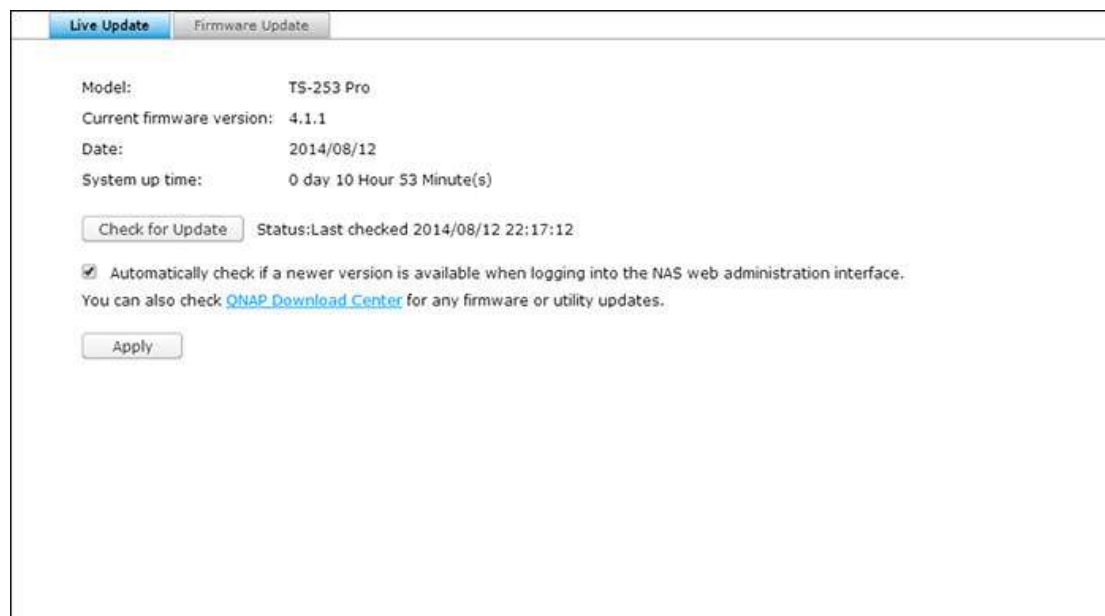 Live Update
Firmware Update
Model: TS-253 Pro
Current firmware version: 4.1.1
Date: 2014/08/12
System up time: 0 day 10 Hour 53 Minute(s)
Check for Update Status:Last checked 2014/08/12 22:17:12
Automatically check if a newer version is available when logging into the NAS web administration interface.
You can also check QNAP Download Center for any firmware or utility updates.
Apply